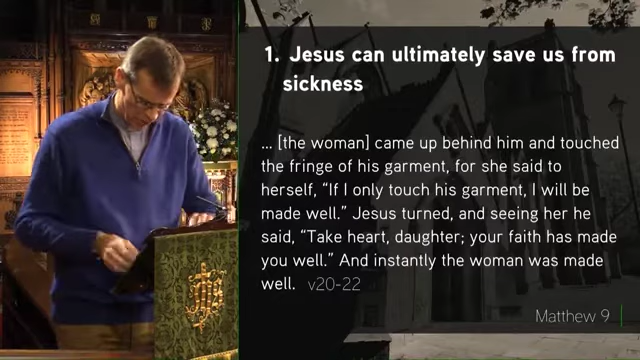 1. Jesus can ultimately save us from
sickness
... [the woman] came up behind him and touched
the fringe of his garment, for she said to
herself, “If I only touch his garment, I will be
made well.” Jesus turned, and seeing her he
said, “Take heart, daughter; your faith has made
you well.” And instantly the woman was made
well. v20-22
Matthew 9